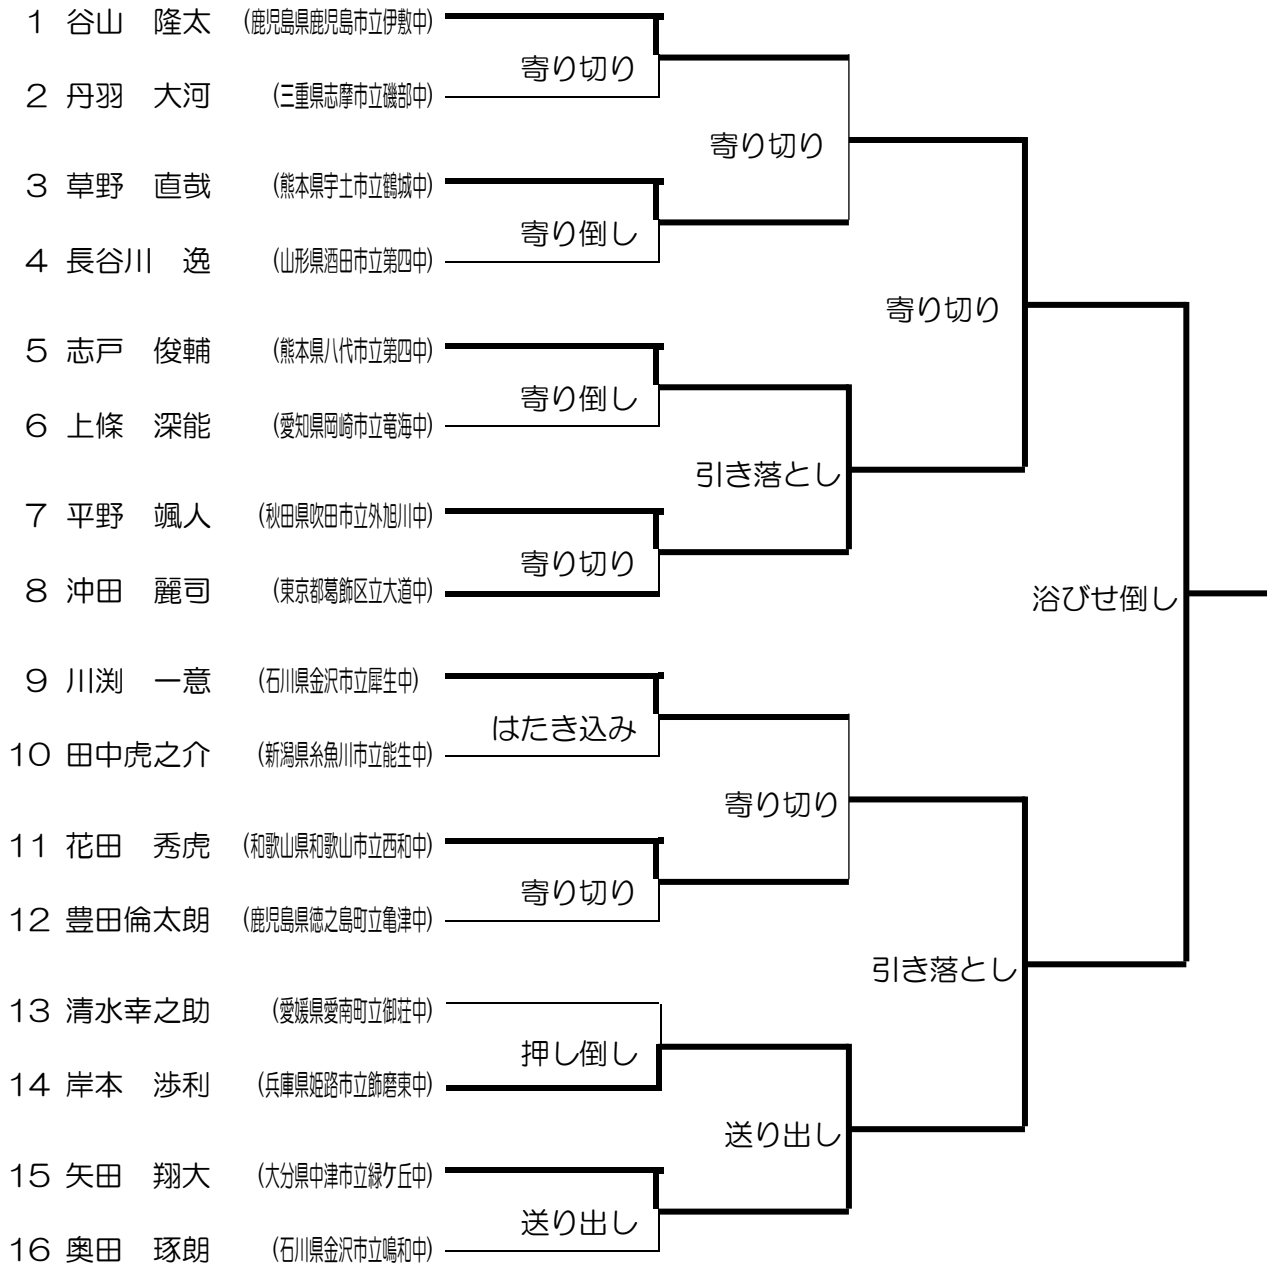 1 谷山 隆太 (鹿児島県鹿児島市立伊敷中)
寄り切り
2 丹羽 大河 (三重県志摩市立磯部中)
寄り切り
3 草野 直哉 (熊本県宇土市立鶴城中)
寄り倒し
4 長谷川 逸 (山形県酒田市立第四中)
寄り切り
5 志戸 俊輔 (熊本県八代市立第四中)
寄り倒し
6 上條 深能 (愛知県岡崎市立竜海中)
引き落とし
7 平野 颯人 (秋田県吹田市立外旭川中)
寄り切り
8 沖田 麗司 (東京都葛飾区立大道中)
浴びせ倒し
9 川渕 一意 (石川県金沢市立犀生中)
はたき込み
10 田中虎之介 (新潟県糸魚川市立能生中)
寄り切り
11 花田 秀虎 (和歌山県和歌山市立西和中)
寄り切り
12 豊田倫太朗 (鹿児島県徳之島町立亀津中)
引き落とし
13 清水幸之助 (愛媛県愛南町立御荘中)
押し倒し
14 岸本 渉利 (兵庫県姫路市立飾磨東中)
送り出し
15 矢田 翔大 (大分県中津市立緑ケ丘中)
送り出し
16 奥田 琢朗 (石川県金沢市立鳴和中)